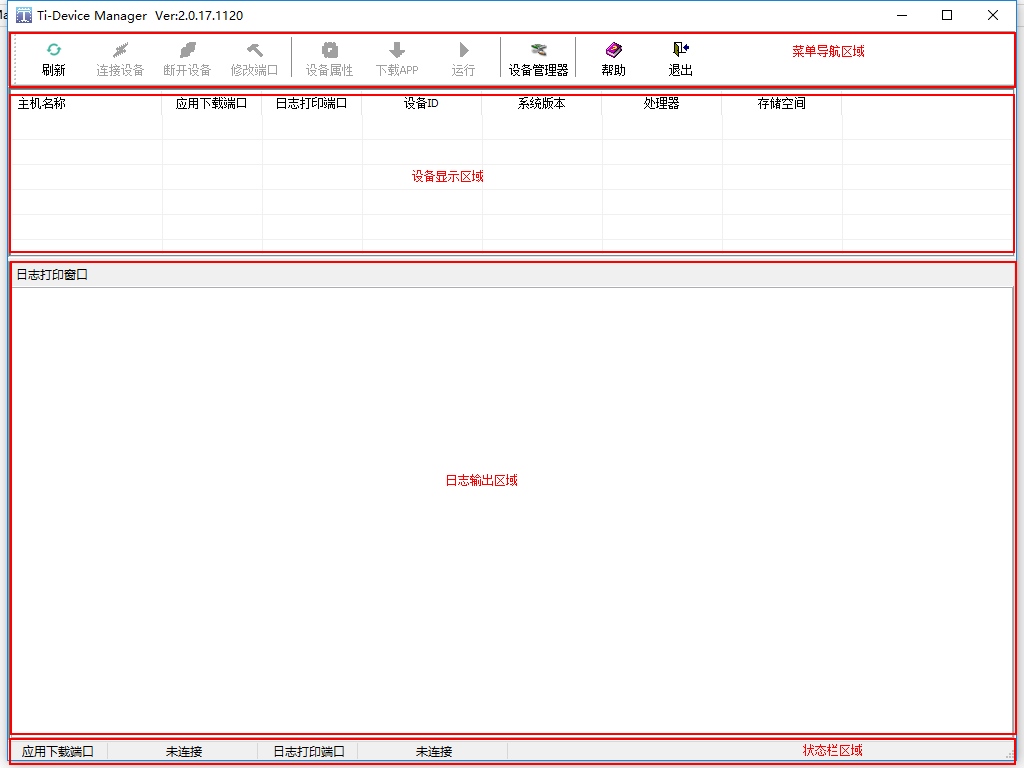 Ti-Device Manager Ver:2.0.17.1120
刷新 连接设备 断开设备 修改端口 设备属性 下载APP 运行 设备管理器 帮助 退出 菜单导航区域
主机名称 应用下载端口 日志打印端口 设备ID 系统版本 处理器 存储空间
设备显示区域
日志打印窗口
日志输出区域
应用下载端口 未连接 日志打印端口 未连接 状态栏区域